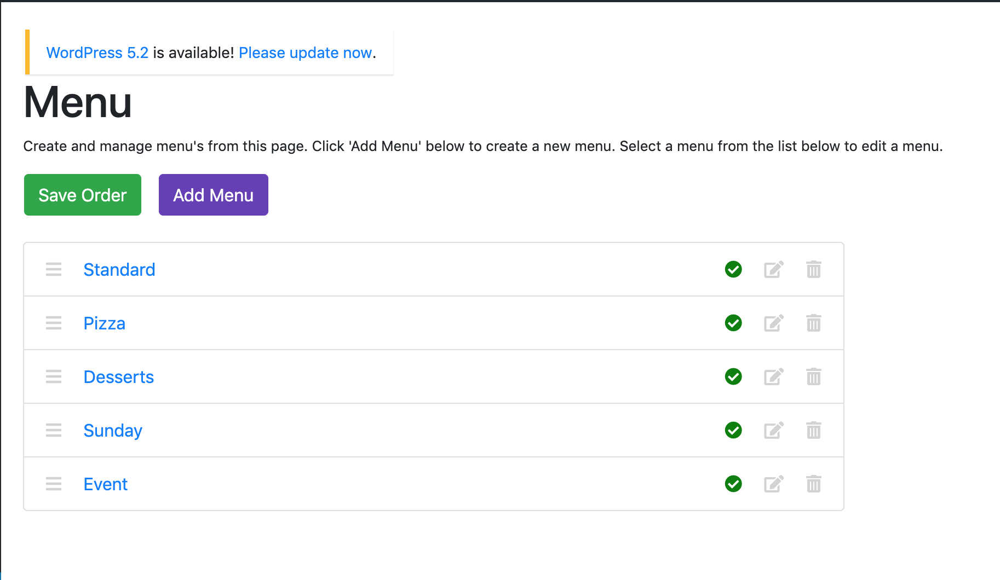 WordPress 5.2 is available! Please update now.
Menu
Create and manage menu's from this page. Click 'Add Menu' below to create a new menu. Select a menu from the list below to edit a menu.
Save Order Add Menu
Standard
Pizza
Desserts
Sunday
Event